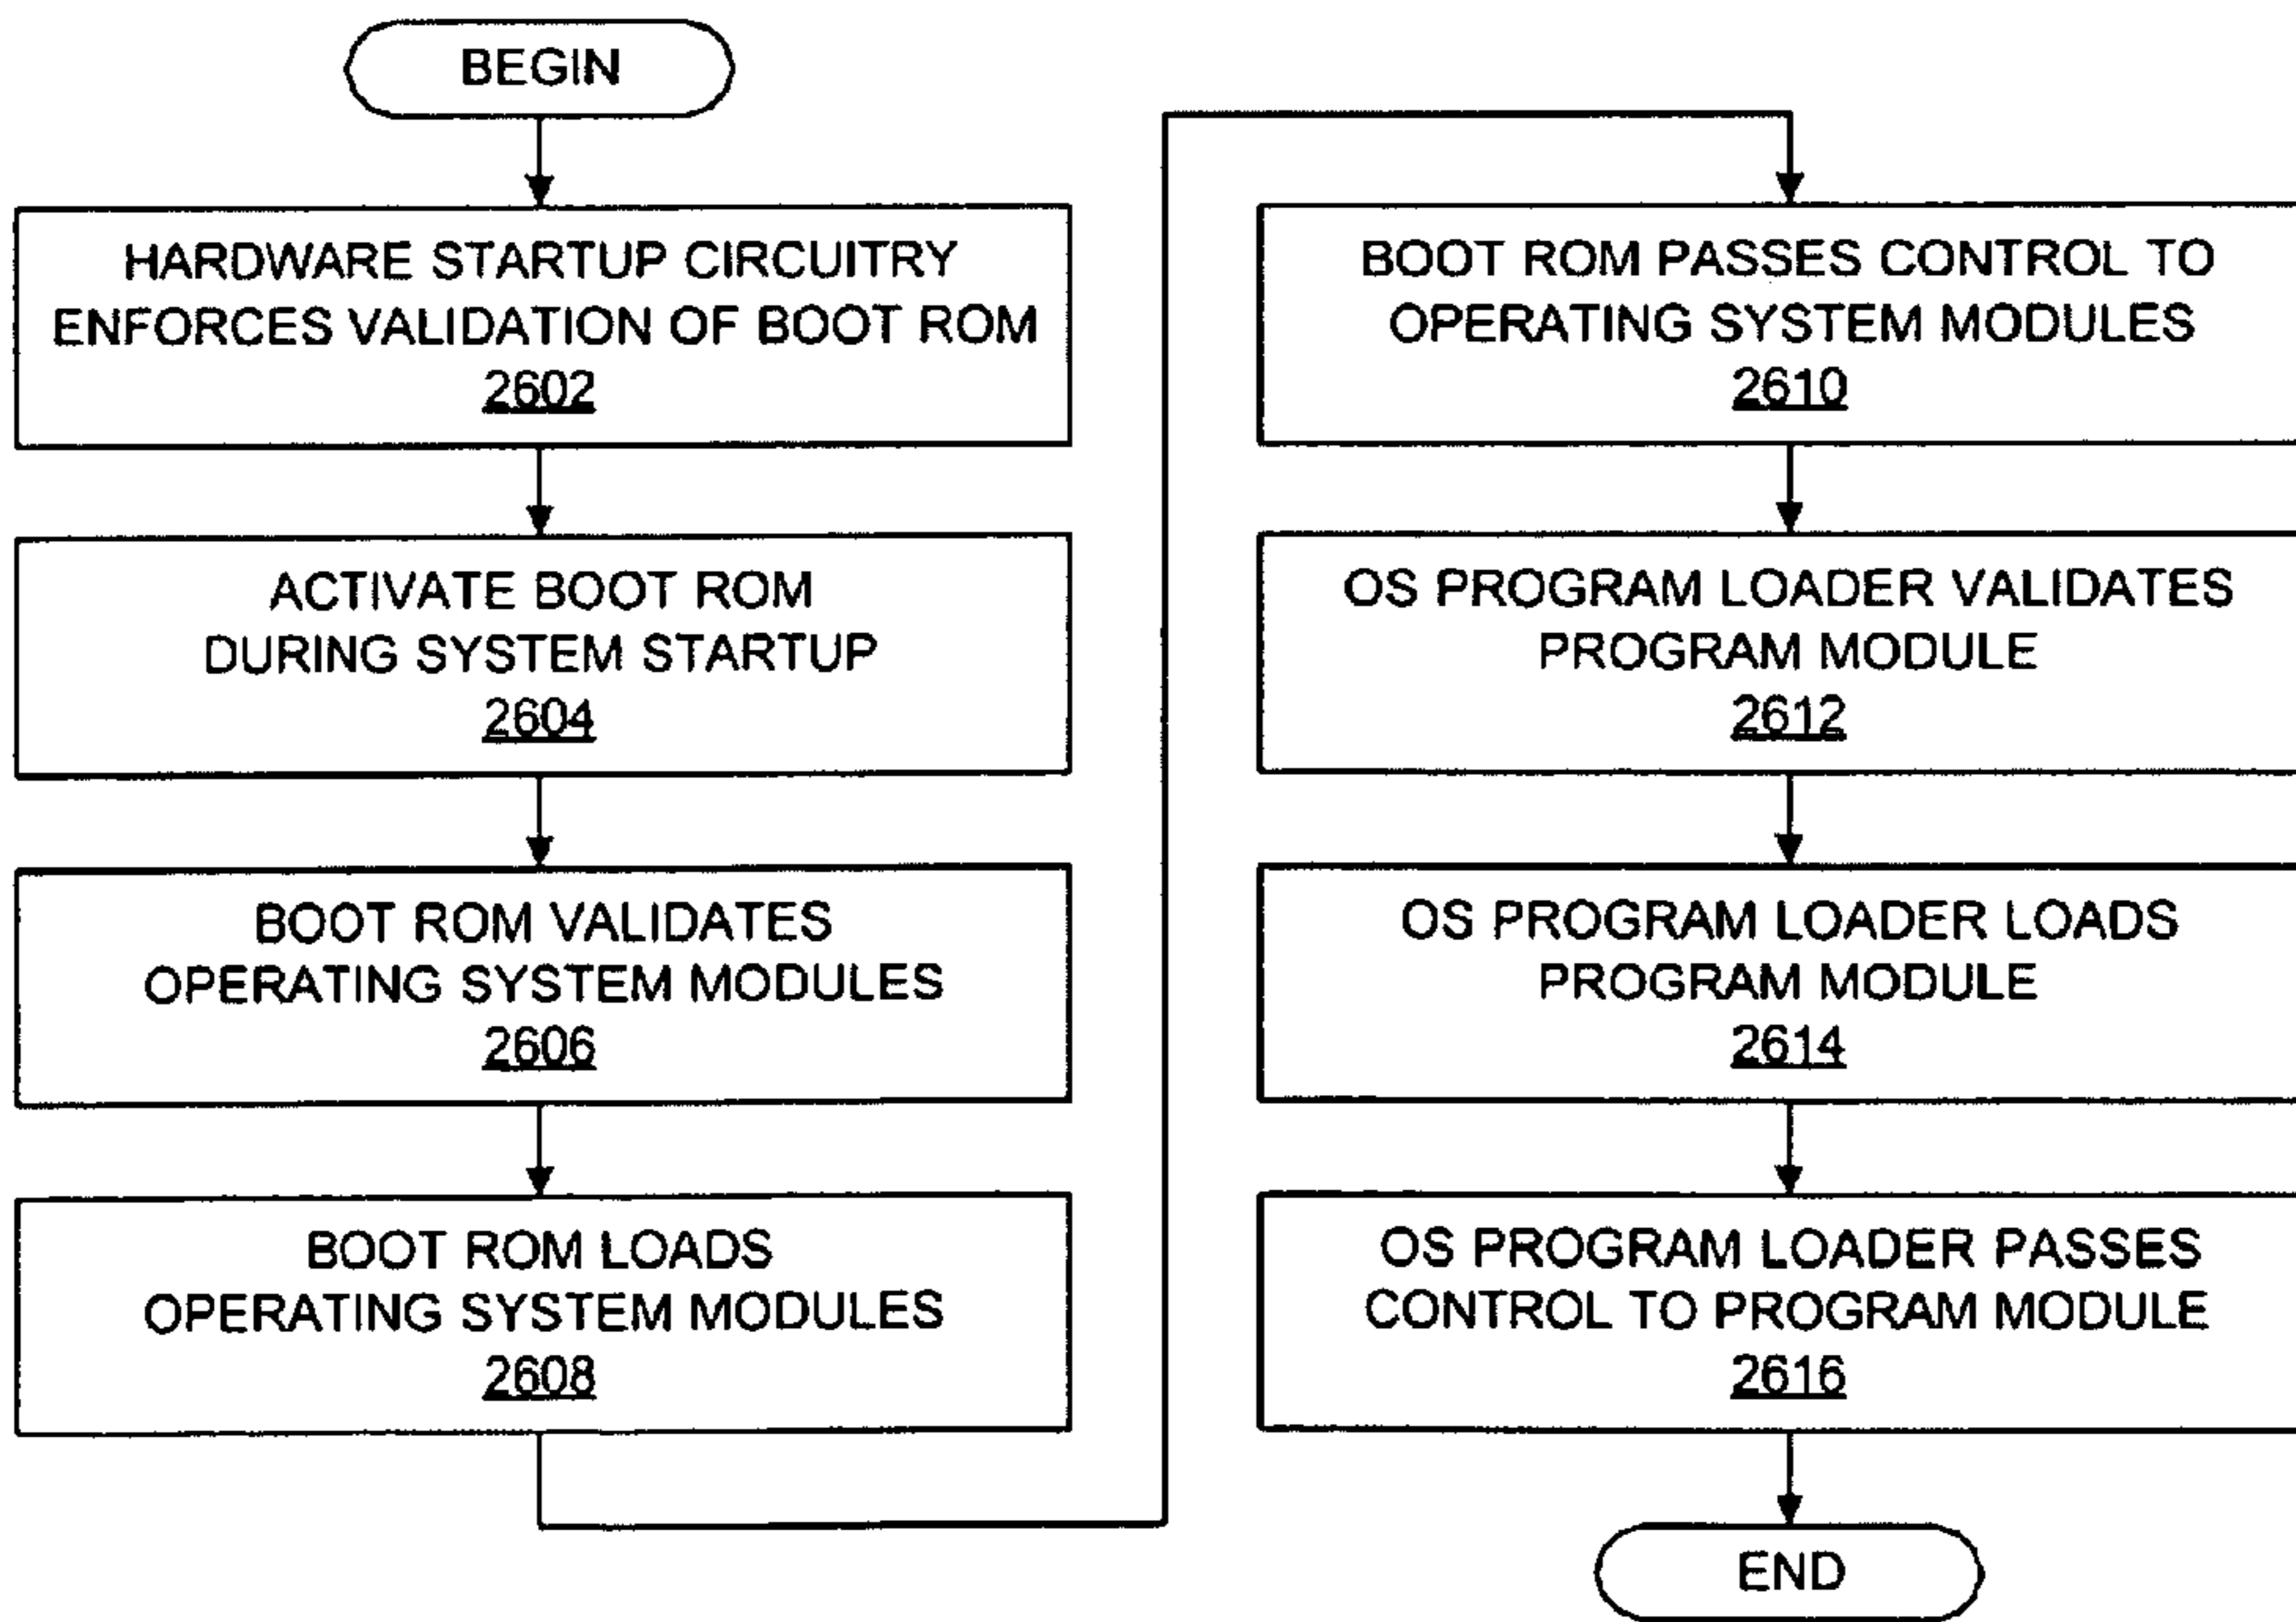 BEGIN
HARDWARE STARTUP CIRCUITRY
ENFORCES VALIDATION OF BOOT ROM
2602
ACTIVATE BOOT ROM
DURING SYSTEM STARTUP
2604
BOOT ROM VALIDATES
OPERATING SYSTEM MODULES
2606
BOOT ROM LOADS
OPERATING SYSTEM MODULES
2608
BOOT ROM PASSES CONTROL TO
OPERATING SYSTEM MODULES
2610
OS PROGRAM LOADER VALIDATES
PROGRAM MODULE
2612
OS PROGRAM LOADER LOADS
PROGRAM MODULE
2614
OS PROGRAM LOADER PASSES
CONTROL TO PROGRAM MODULE
2616
END